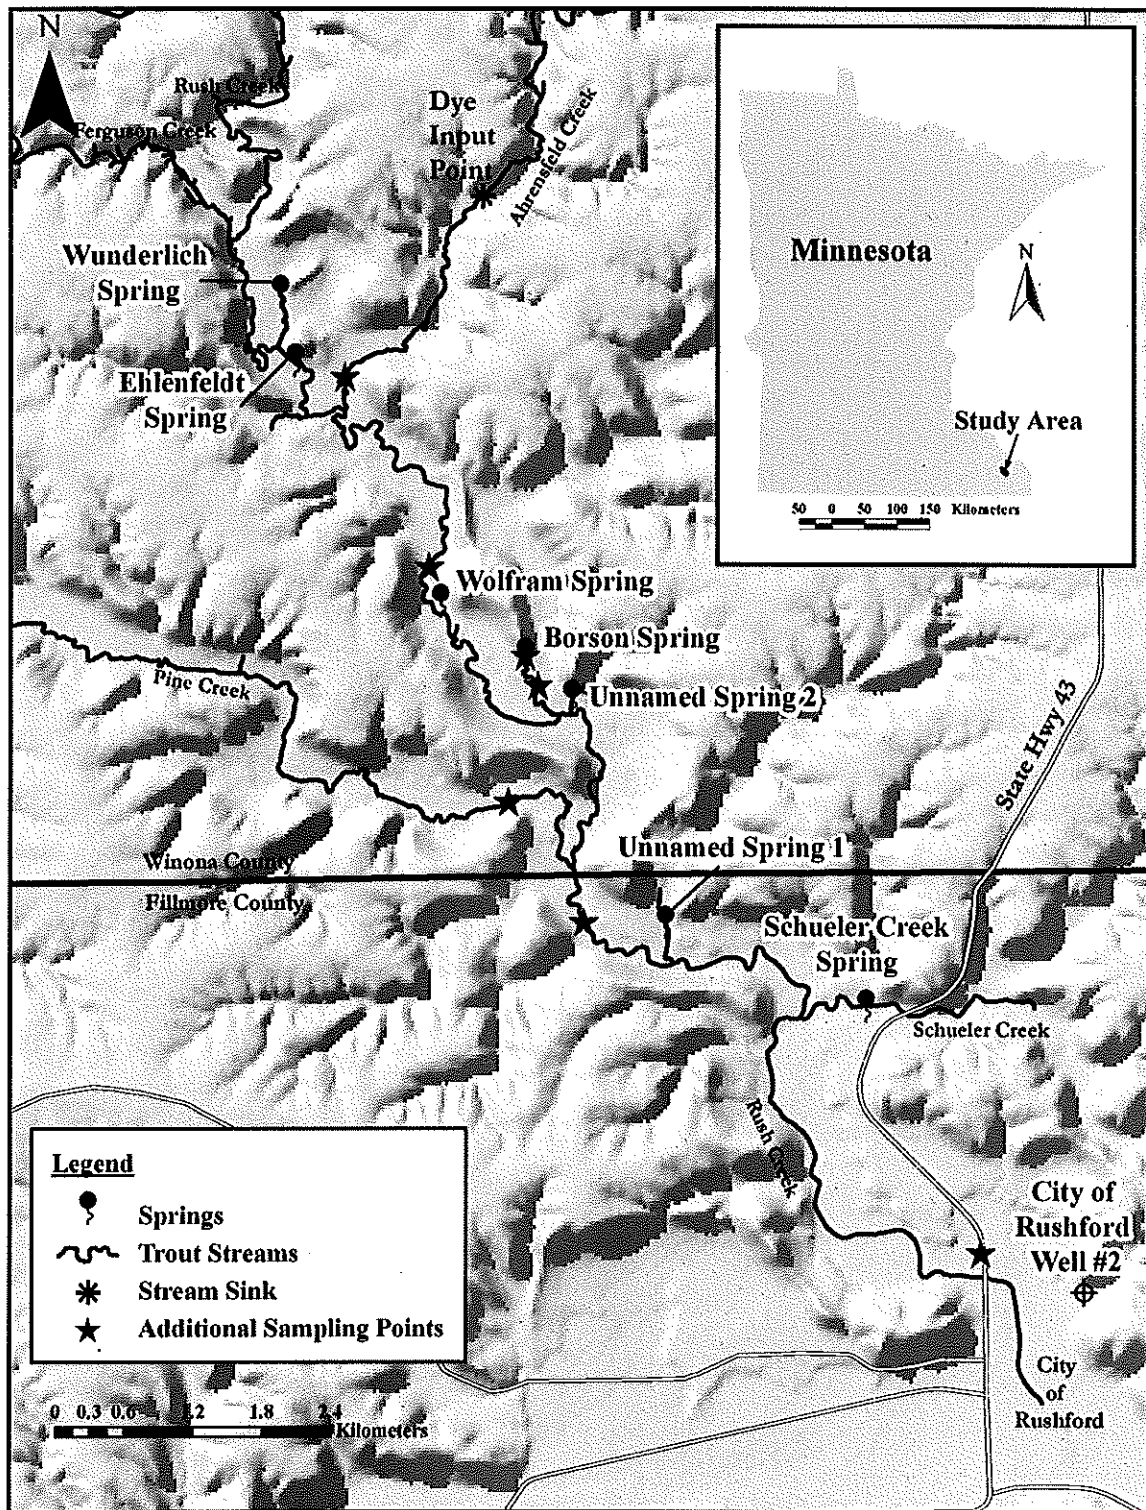 N
Rush Creek
Ferguson Creek
Dye
Input
Point
Ahrensfeld Creek
Wunderlich
Spring
Ehlenfeldt
Spring
Minnesota
N
Study Area
50 0 50 100 150 Kilometers
Wolfram Spring
Borson Spring
Unnamed Spring 2
Pine Creek
State Hwy 43
Unnamed Spring 1
Winona County
Fillmore County
Schueler Creek
Spring
Schueler Creek
Rush Creek
Legend
Springs
Trout Streams
Stream Sink
Additional Sampling Points
City of
Rushford
Well #2
City
of
Rushford
0 0.3 0.6 1.2 1.8 2.4
Kilometers